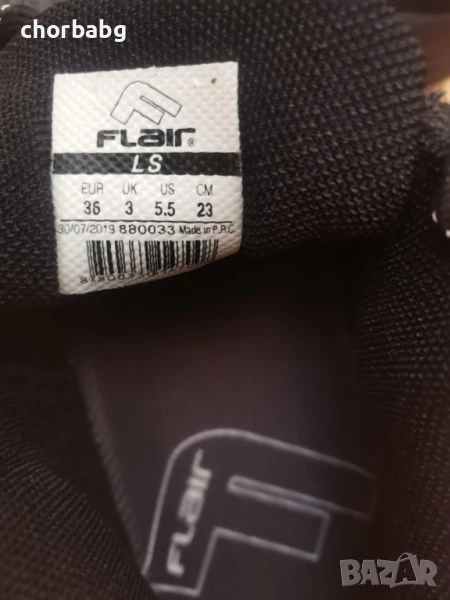 chorbabg
FLair®
LS
EUR UK US CM
36 3 5.5 23
30/07/2019 880033 Made in P.R.C
FLair
BAZAR